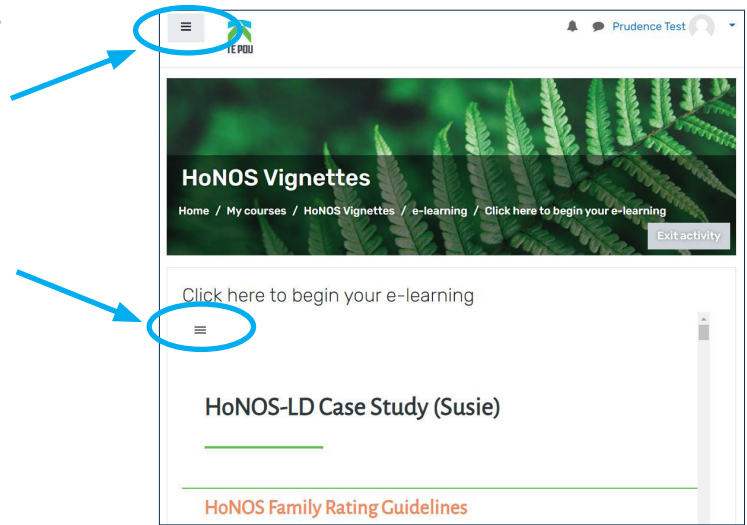 TE POU
Prudence Test
HoNOS Vignettes
Home / My courses / HoNOS Vignettes / e-learning / Click here to begin your e-learning
Exit activity
Click here to begin your e-learning
HoNOS-LD Case Study (Susie)
HoNOS Family Rating Guidelines